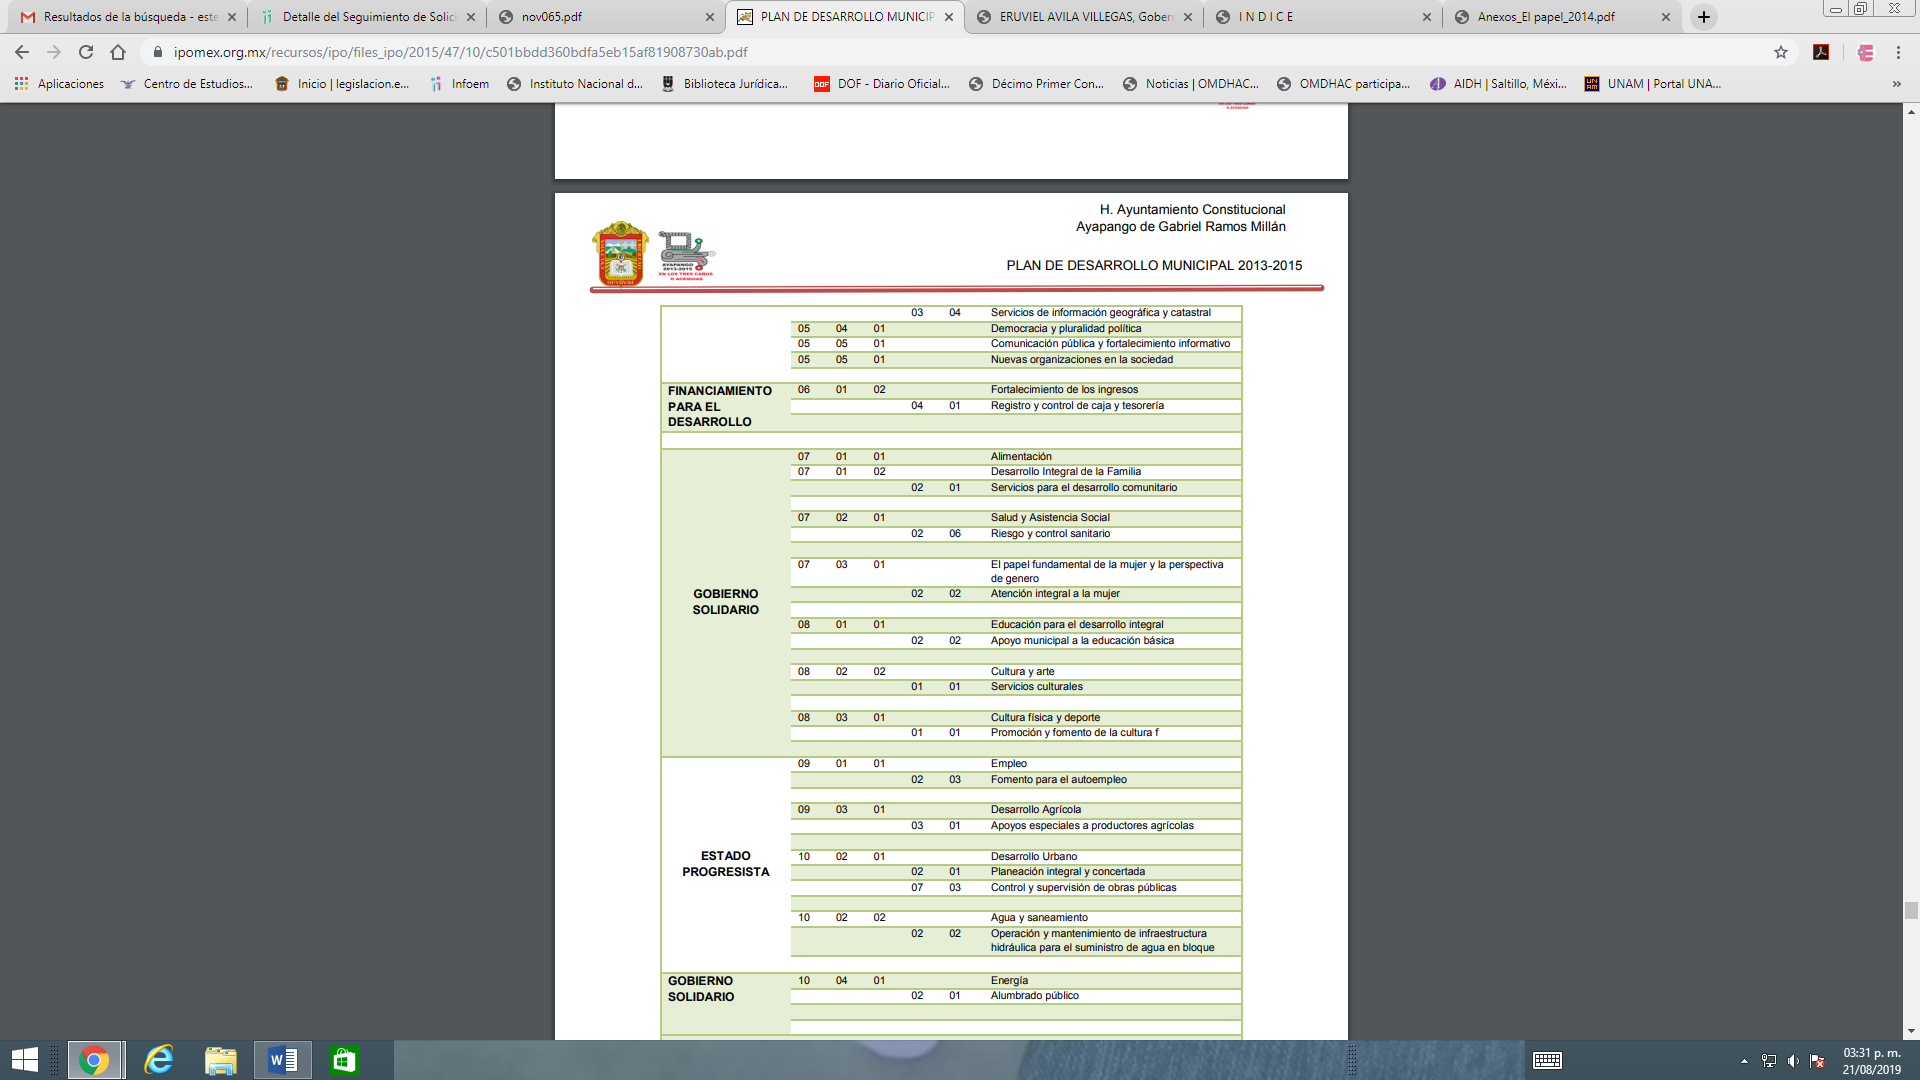 Resultados de la búsqueda - este
Detalle del Seguimiento de Solic
nov065.pdf
PLAN DE DESARROLLO MUNICIP
ERUVIEL AVILA VILLEGAS, Gober
I N D I C E
Anexos_El papel_2014.pdf
ipomex.org.mx/recursos/ipo/files_ipo/2015/47/10/c501bbdd360bdfa5eb15af81908730ab.pdf
Aplicaciones
Centro de Estudios...
Inicio | legislacion.e...
Infoem
Instituto Nacional d...
Biblioteca Jurídica...
DOF - Diario Oficial...
Décimo Primer Con...
Noticias | OMDHAC...
OMDHAC participa...
AIDH | Saltillo, Méxi...
UNAM | Portal UNA...
»
H. Ayuntamiento Constitucional
Ayapango de Gabriel Ramos Millán
PLAN DE DESARROLLO MUNICIPAL 2013-2015
AYAPANGO
2013-2015
EN LOS TRES CAÑOS
O ACEQUIAS
03 04 Servicios de información geográfica y catastral
05 04 01 Democracia y pluralidad política
05 05 01 Comunicación pública y fortalecimiento informativo
05 05 01 Nuevas organizaciones en la sociedad
FINANCIAMIENTO
PARA EL
DESARROLLO
06 01 02 Fortalecimiento de los ingresos
04 01 Registro y control de caja y tesorería
GOBIERNO
SOLIDARIO
07 01 01 Alimentación
07 01 02 Desarrollo Integral de la Familia
02 01 Servicios para el desarrollo comunitario
07 02 01 Salud y Asistencia Social
02 06 Riesgo y control sanitario
07 03 01 El papel fundamental de la mujer y la perspectiva
de genero
02 02 Atención integral a la mujer
08 01 01 Educación para el desarrollo integral
02 02 Apoyo municipal a la educación básica
08 02 02 Cultura y arte
01 01 Servicios culturales
08 03 01 Cultura física y deporte
01 01 Promoción y fomento de la cultura f
ESTADO
PROGRESISTA
09 01 01 Empleo
02 03 Fomento para el autoempleo
09 03 01 Desarrollo Agrícola
03 01 Apoyos especiales a productores agrícolas
10 02 01 Desarrollo Urbano
02 01 Planeación integral y concertada
07 03 Control y supervisión de obras públicas
10 02 02 Agua y saneamiento
02 02 Operación y mantenimiento de infraestructura
hidráulica para el suministro de agua en bloque
GOBIERNO
SOLIDARIO
10 04 01 Energía
02 01 Alumbrado público
03:31 p. m.
21/08/2019